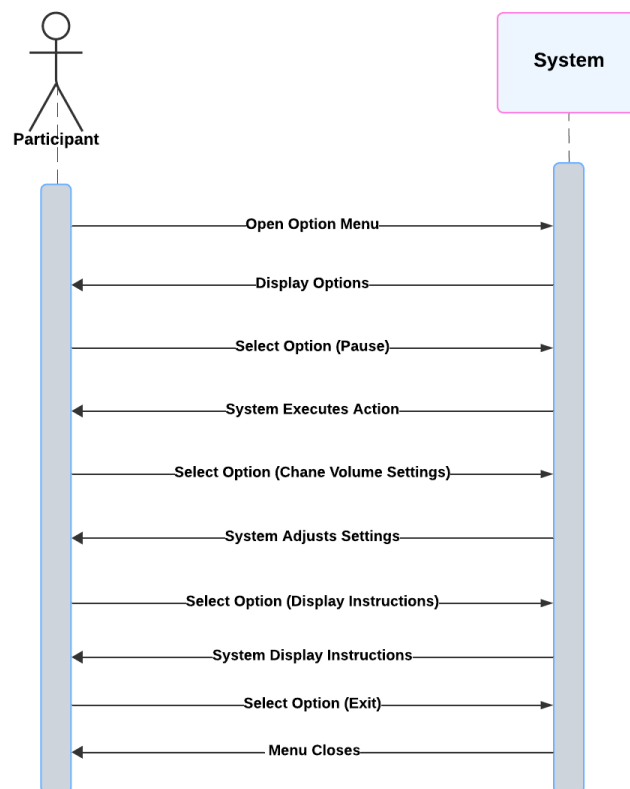 System
Participant
Open Option Menu
Display Options
Select Option (Pause)
System Executes Action
Select Option (Chane Volume Settings)
System Adjusts Settings
Select Option (Display Instructions)
System Display Instructions
Select Option (Exit)
Menu Closes